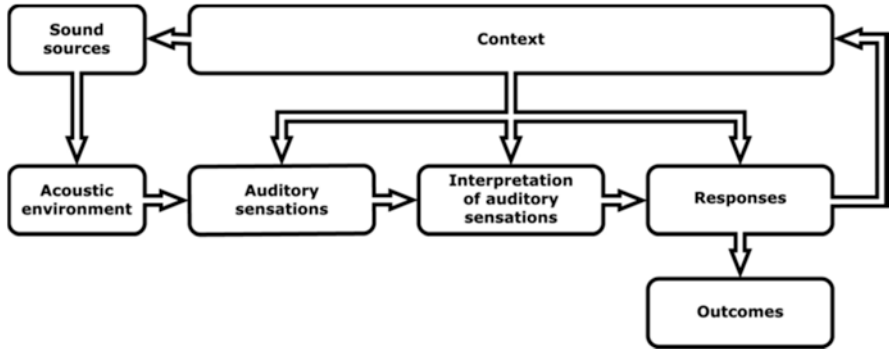 Sound
sources
Context
Acoustic
environment
Auditory
sensations
Interpretation
of auditory
sensations
Responses
Outcomes